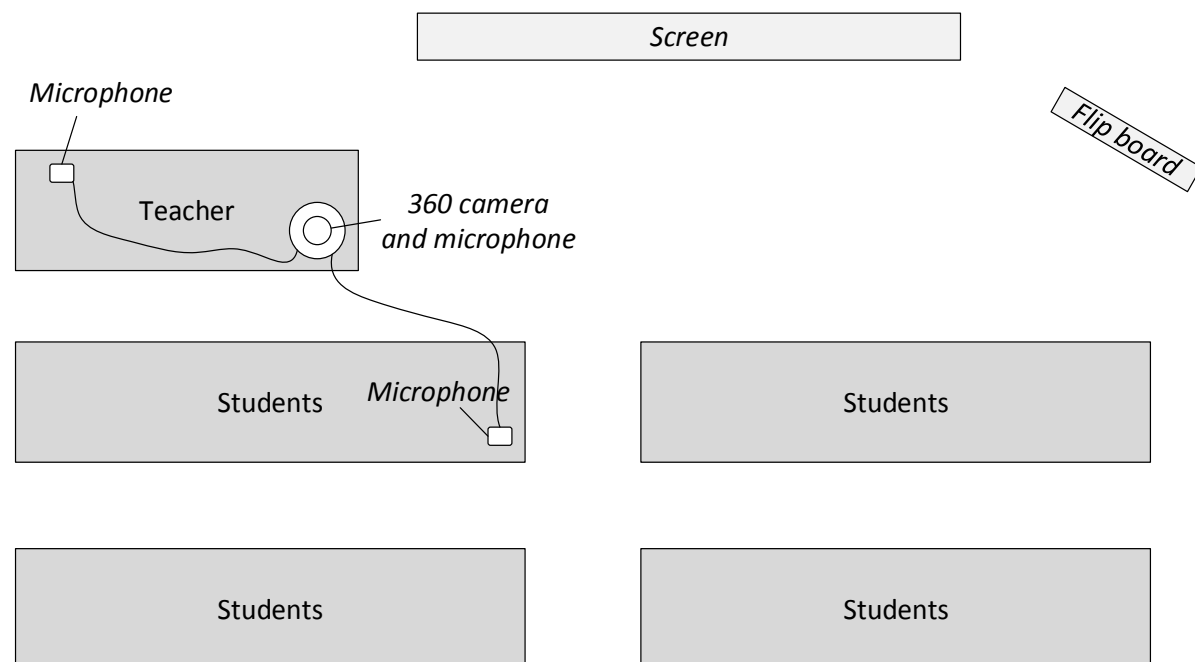 Screen
Microphone
Flip board
Teacher
360 camera
and microphone
Students
Microphone
Students
Students
Students